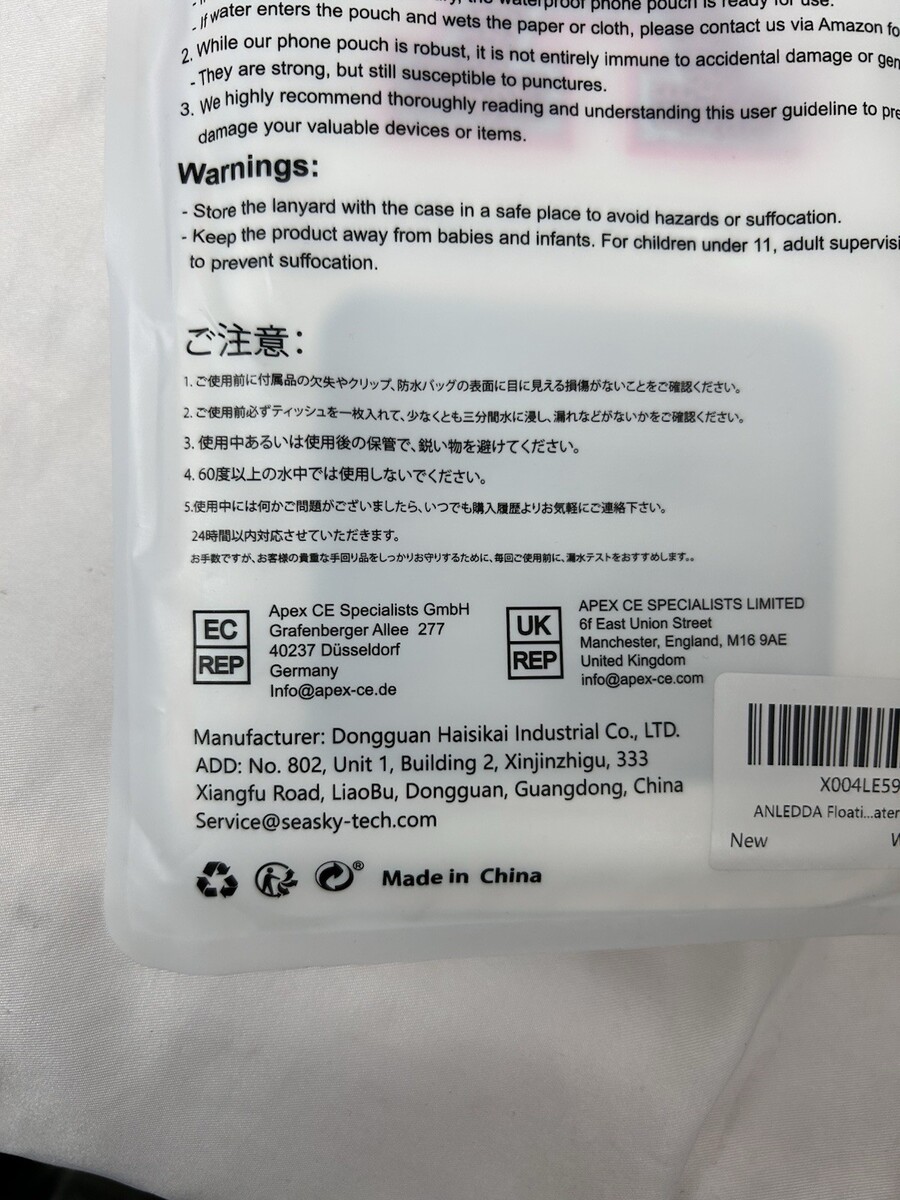 the waterproof phone pouch is ready for use.
- If water enters the pouch and wets the paper or cloth, please contact us via Amazon fo
2. While our phone pouch is robust, it is not entirely immune to accidental damage or gen
- They are strong, but still susceptible to punctures.
3. We highly recommend thoroughly reading and understanding this user guideline to pre
damage your valuable devices or items.
Warnings:
- Store the lanyard with the case in a safe place to avoid hazards or suffocation.
- Keep the product away from babies and infants. For children under 11, adult supervisi
to prevent suffocation.
ご注意：
1. ご使用前に付属品の欠失やクリップ、防水バッグの表面に目に見える損傷がないことをご確認ください。
2. ご使用前必ずティッシュを一枚入れて、少なくとも三分間水に浸し、漏れなどがないかをご確認ください。
3. 使用中あるいは使用後の保管で、鋭い物を避けてください。
4. 60度以上の水中では使用しないでください。
5.使用中には何かご問題がございましたら、いつでも購入履歴よりお気軽にご連絡下さい。
24時間以内対応させていただきます。
お手数ですが、お客様の貴重な手回り品をしっかりお守りするために、毎回ご使用前に、漏水テストをおすすめします。。
EC
REP
Apex CE Specialists GmbH
Grafenberger Allee 277
40237 Düsseldorf
Germany
Info@apex-ce.de
UK
REP
APEX CE SPECIALISTS LIMITED
6f East Union Street
Manchester, England, M16 9AE
United Kingdom
info@apex-ce.com
Manufacturer: Dongguan Haisikai Industrial Co., LTD.
ADD: No. 802, Unit 1, Building 2, Xinjinzhigu, 333
Xiangfu Road, LiaoBu, Dongguan, Guangdong, China
Service@seasky-tech.com
X004LE59
ANLEDDA Floati...ater
New
® Made in China